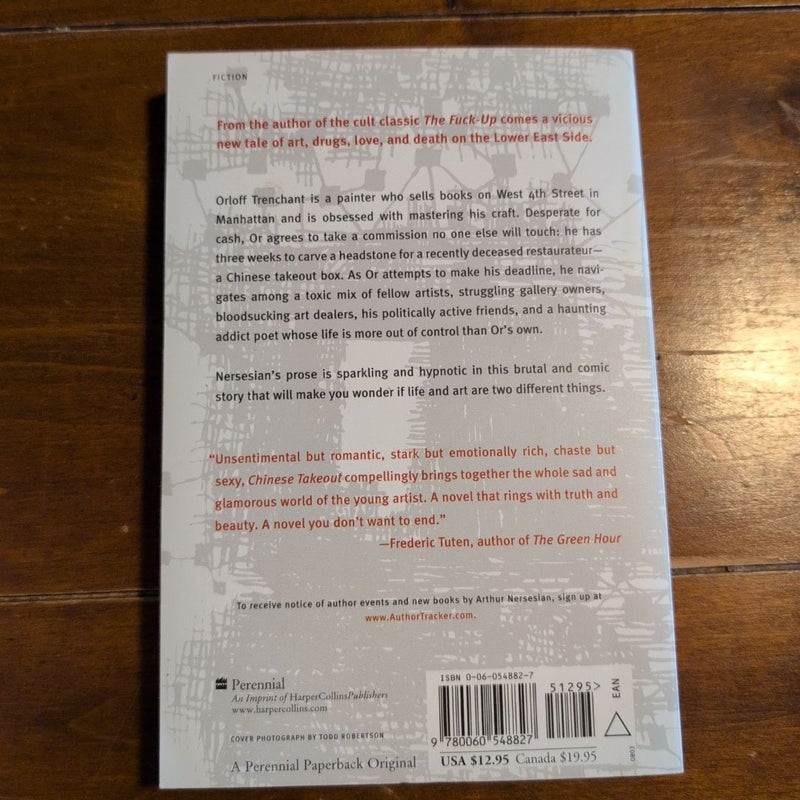 FICTION
From the author of the cult classic The Fuck-Up comes a vicious
new tale of art, drugs, love, and death on the Lower East Side.
Orloff Trenchant is a painter who sells books on West 4th Street in
Manhattan and is obsessed with mastering his craft. Desperate for
cash, Or agrees to take a commission no one else will touch: he has
three weeks to carve a headstone for a recently deceased restaurateur—
a Chinese takeout box. As Or attempts to make his deadline, he navi-
gates among a toxic mix of fellow artists, struggling gallery owners,
bloodsucking art dealers, his politically active friends, and a haunting
addict poet whose life is more out of control than Or's own.
Nersesian's prose is sparkling and hypnotic in this brutal and comic
story that will make you wonder if life and art are two different things.
"Unsentimental but romantic, stark but emotionally rich, chaste but
sexy, Chinese Takeout compellingly brings together the whole sad and
glamorous world of the young artist. A novel that rings with truth and
beauty. A novel you don't want to end."
—Frederic Tuten, author of The Green Hour
To receive notice of author events and new books by Arthur Nersesian, sign up at
www.AuthorTracker.com.
Perennial
An Imprint of HarperCollinsPublishers
www.harpercollins.com
COVER PHOTOGRAPH BY TODD ROBERTSON
A Perennial Paperback Original
ISBN 0-06-054882-7
51295>
EAN
9 780060 548827
USA $12.95 Canada $19.95
0803